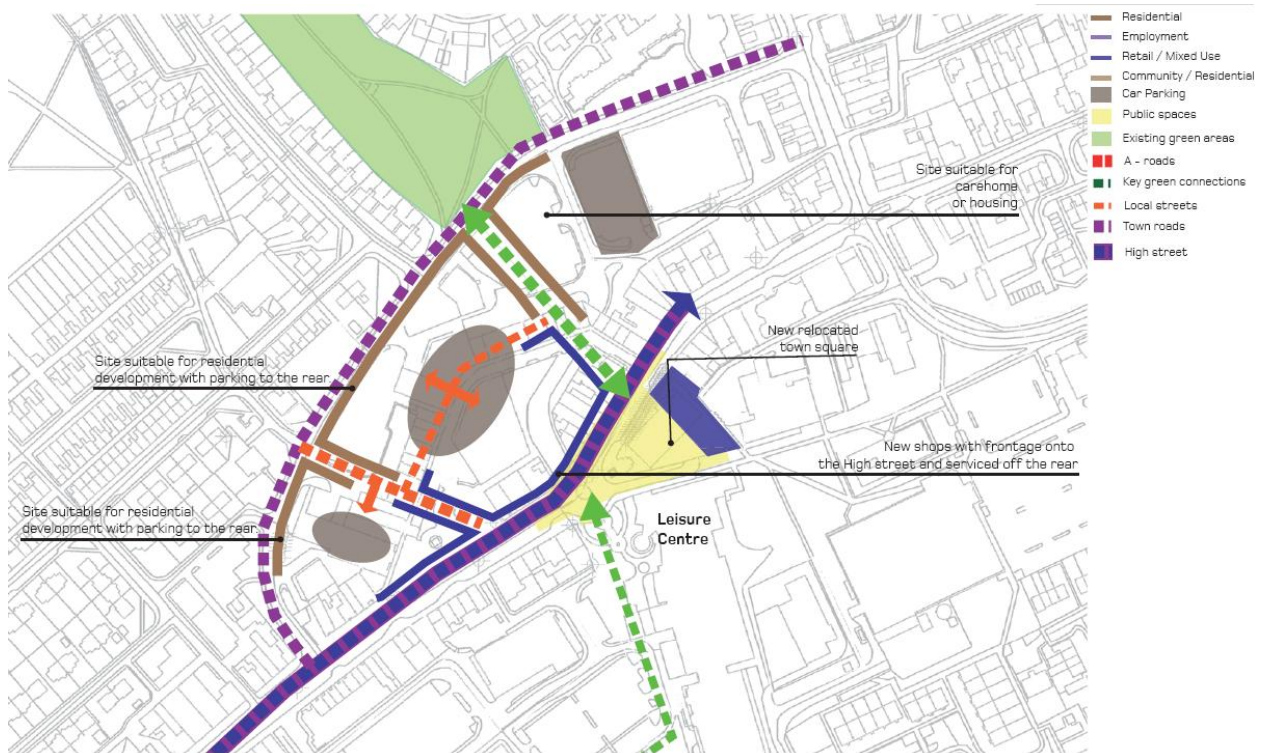 Residential
Employment
Retail / Mixed Use
Community / Residential
Car Parking
Public spaces
Existing green areas
A - roads
Key green connections
Local streets
Town roads
High street
Site suitable for
carehome
or housing
New relocated
town square
Site suitable for residential
development with parking to the rear.
New shops with frontage onto
the High street and serviced off the rear
Site suitable for residential
development with parking to the rear.
Leisure
Centre